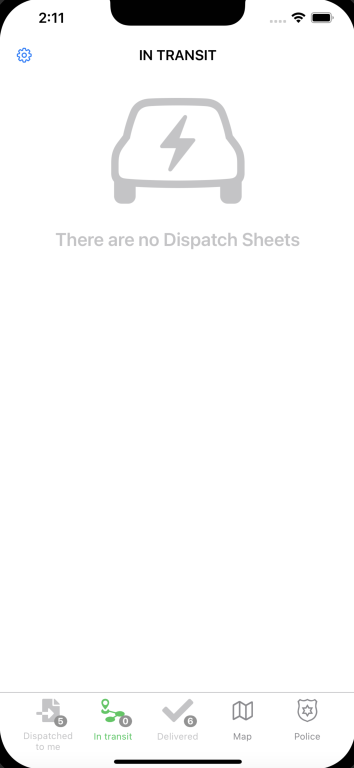 2:11
IN TRANSIT
There are no Dispatch Sheets
5
0
6
Dispatched
to me
In transit
Delivered
Map
Police